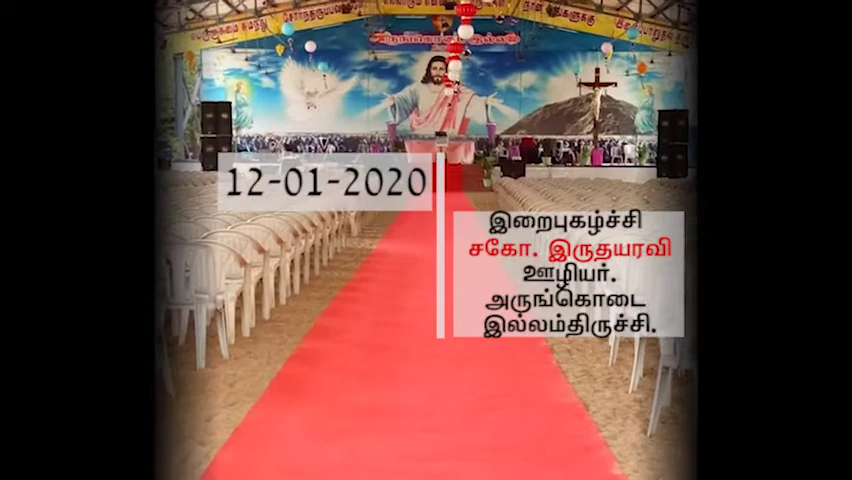 12-01-2020
இறைபுகழ்ச்சி
சகோ. இருதயரவி
ஊழியர்.
அருங்கொடை
இல்லம்திருச்சி.